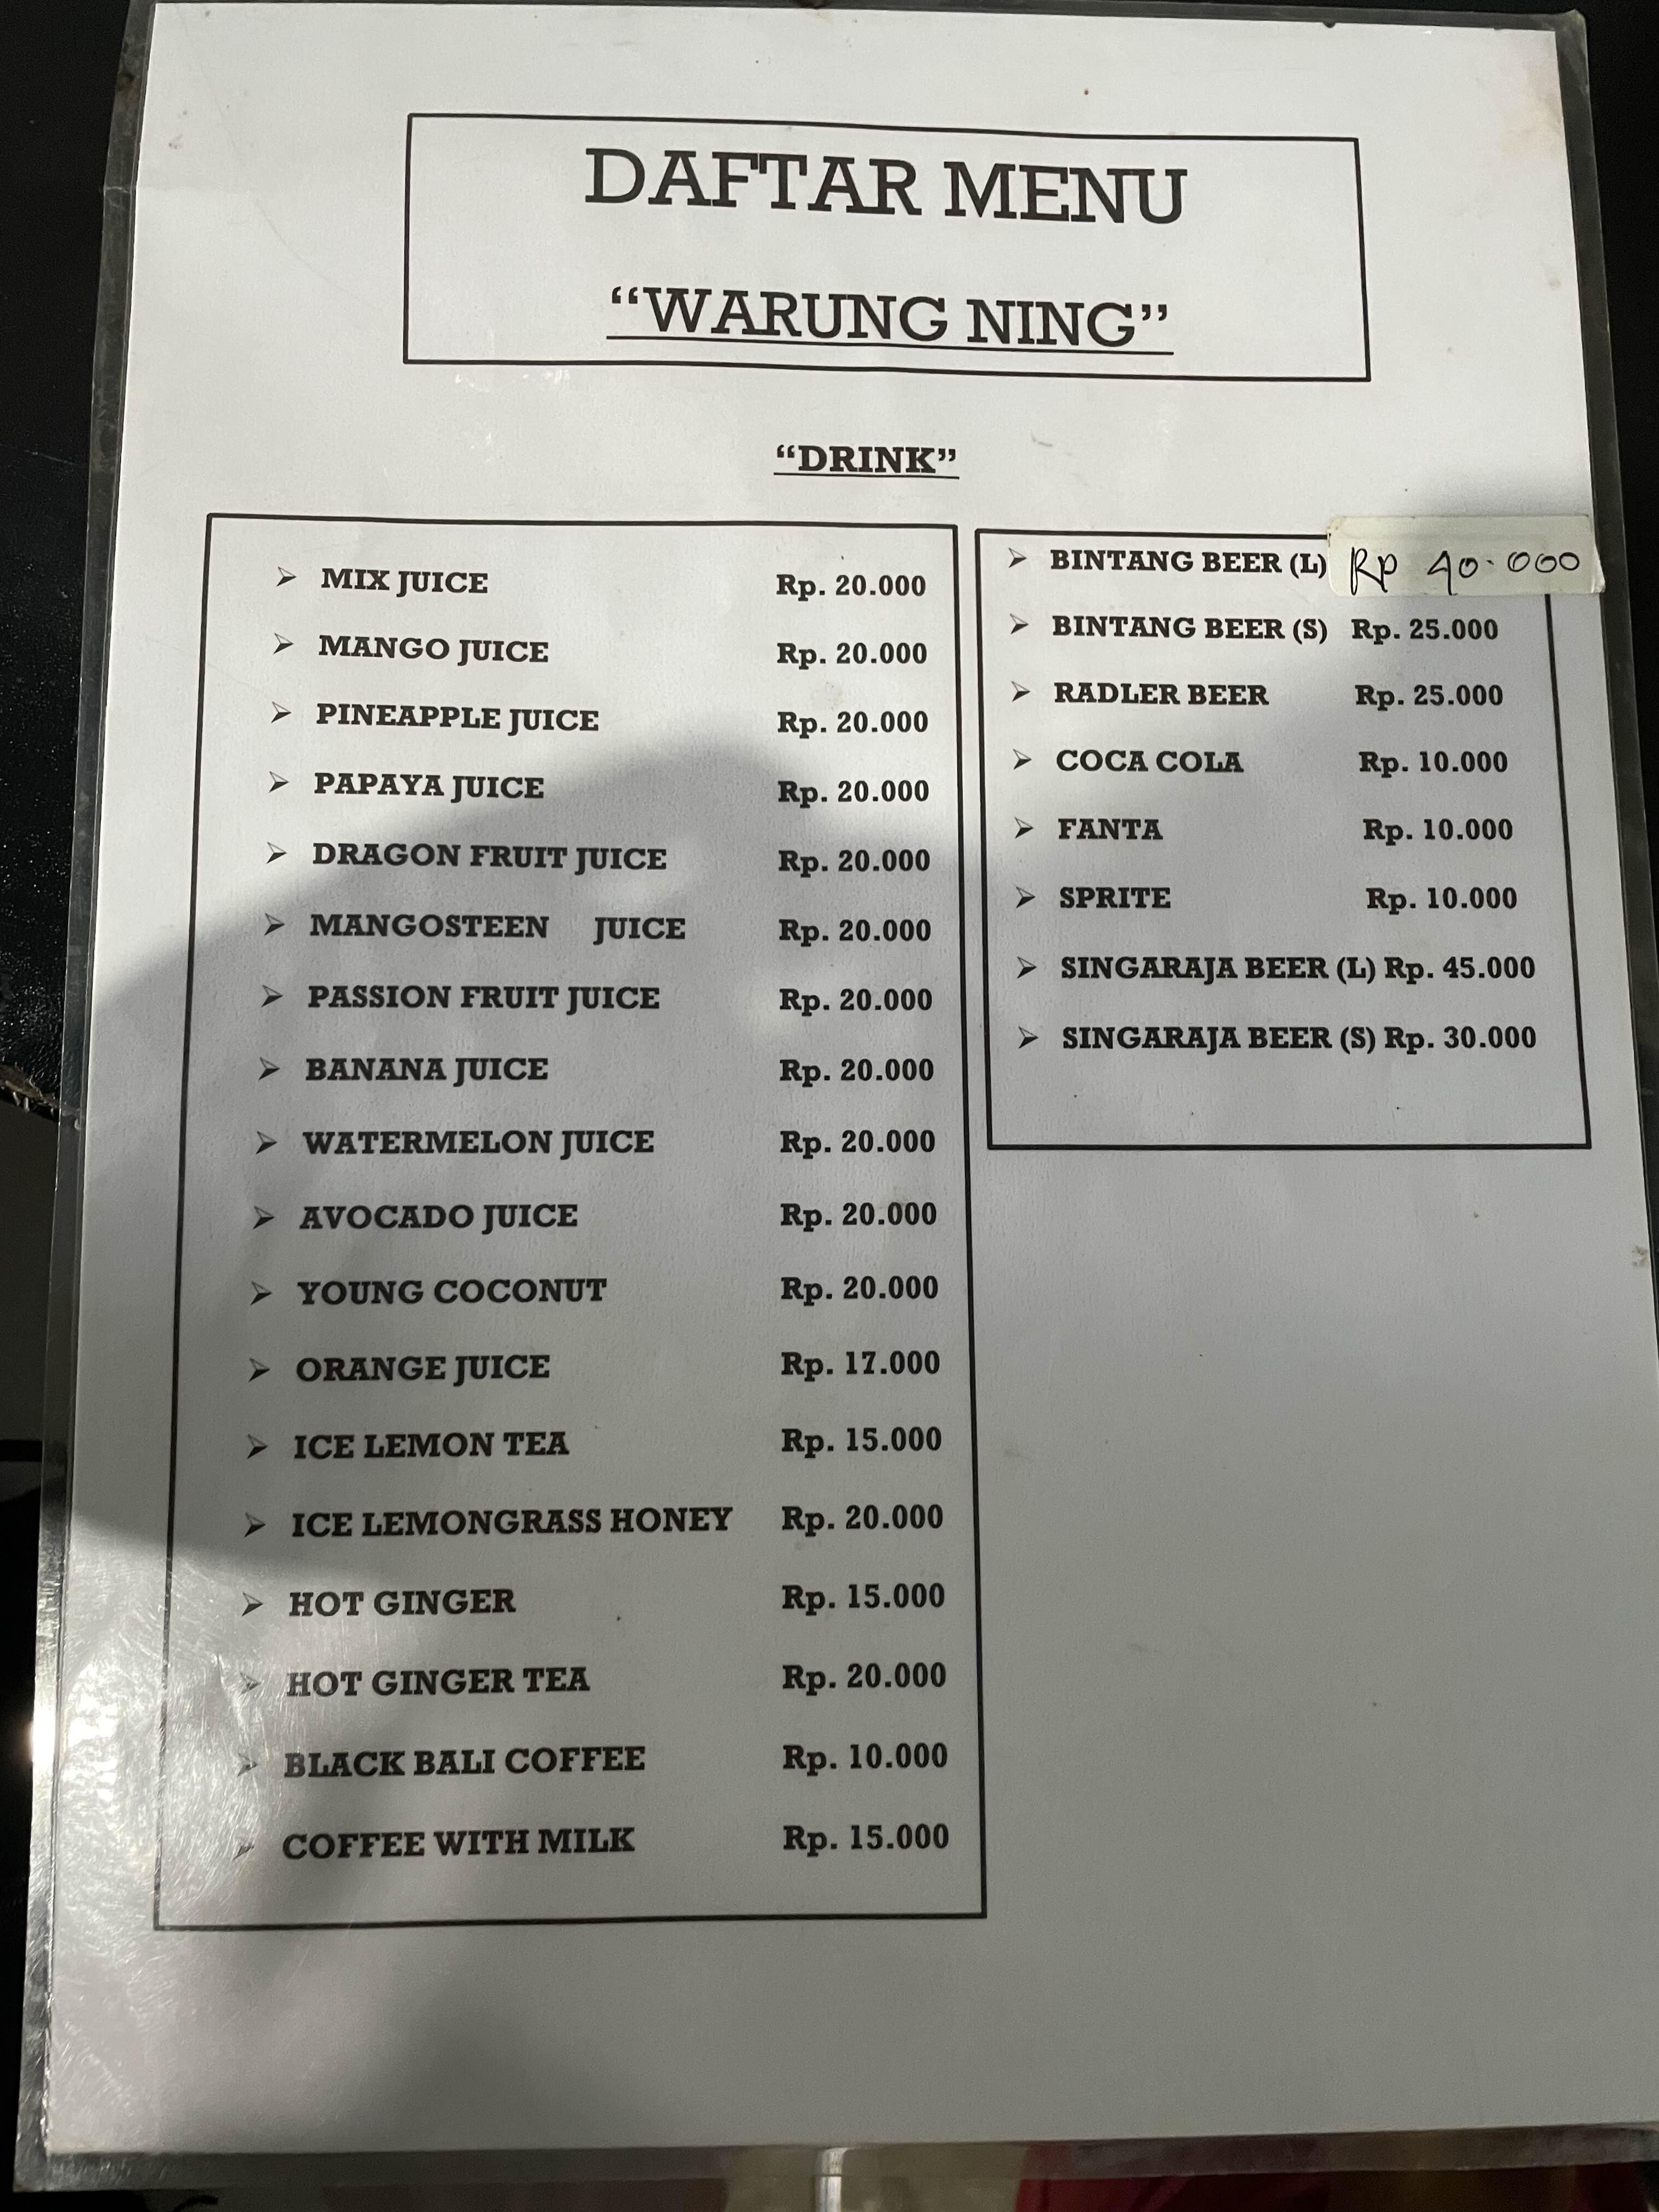 DAFTAR MENU
“WARUNG NING”
“DRINK”
➢ MIX JUICE Rp. 20.000
➢ MANGO JUICE Rp. 20.000
➢ PINEAPPLE JUICE Rp. 20.000
➢ PAPAYA JUICE Rp. 20.000
➢ DRAGON FRUIT JUICE Rp. 20.000
➢ MANGOSTEEN JUICE Rp. 20.000
➢ PASSION FRUIT JUICE Rp. 20.000
➢ BANANA JUICE Rp. 20.000
➢ WATERMELON JUICE Rp. 20.000
➢ AVOCADO JUICE Rp. 20.000
➢ YOUNG COCONUT Rp. 20.000
➢ ORANGE JUICE Rp. 17.000
➢ ICE LEMON TEA Rp. 15.000
➢ ICE LEMONGRASS HONEY Rp. 20.000
➢ HOT GINGER Rp. 15.000
➢ HOT GINGER TEA Rp. 20.000
➢ BLACK BALI COFFEE Rp. 10.000
➢ COFFEE WITH MILK Rp. 15.000
➢ BINTANG BEER (L) Rp 40.000
➢ BINTANG BEER (S) Rp. 25.000
➢ RADLER BEER Rp. 25.000
➢ COCA COLA Rp. 10.000
➢ FANTA Rp. 10.000
➢ SPRITE Rp. 10.000
➢ SINGARAJA BEER (L) Rp. 45.000
➢ SINGARAJA BEER (S) Rp. 30.000